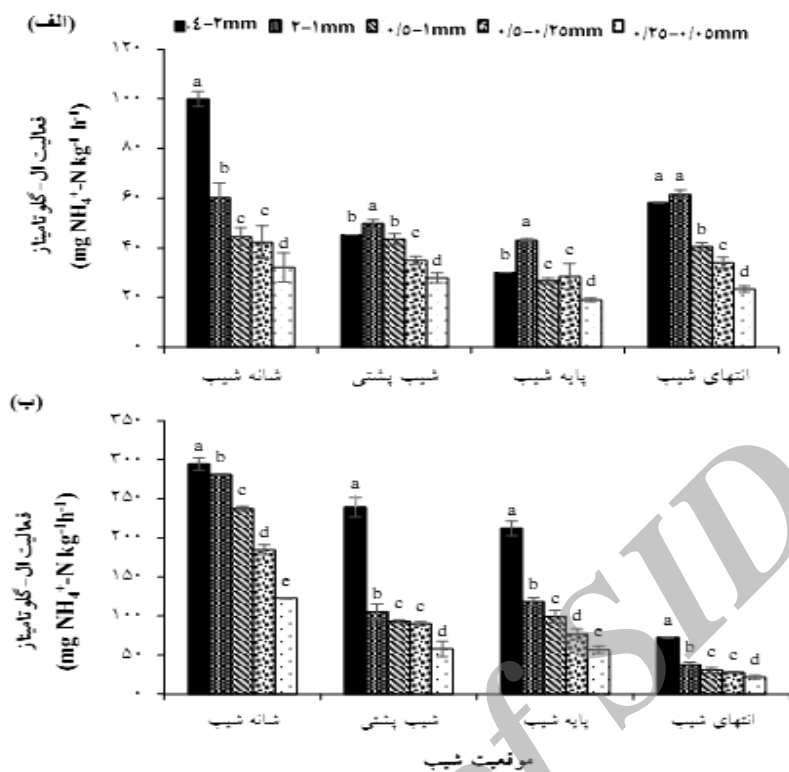 (الف)
۴-۲mm ۲-۱mm ۰/۵-۱mm ۰/۵-۰/۲۵mm ۰/۲۵-۰/۰۵mm
فعالیت ال-گلوتامیناز
(mg NH₄⁺-N kg⁻¹ h⁻¹)
۱۲۰
۱۰۰
۸۰
۶۰
۴۰
۲۰
۰
a b c c d
b a b c d
b a c c d
a a b c d
شانه شیب شیب پشتی پایه شیب انتهای شیب
(ب)
فعالیت ال-گلوتامیناز
(mg NH₄⁺-N kg⁻¹h⁻¹)
۳۵۰
۳۰۰
۲۵۰
۲۰۰
۱۵۰
۱۰۰
۵۰
۰
a b c d e
a b c c d
a b c d e
a b c c d
شانه شیب شیب پشتی پایه شیب انتهای شیب
موقعیت شیب
of SID